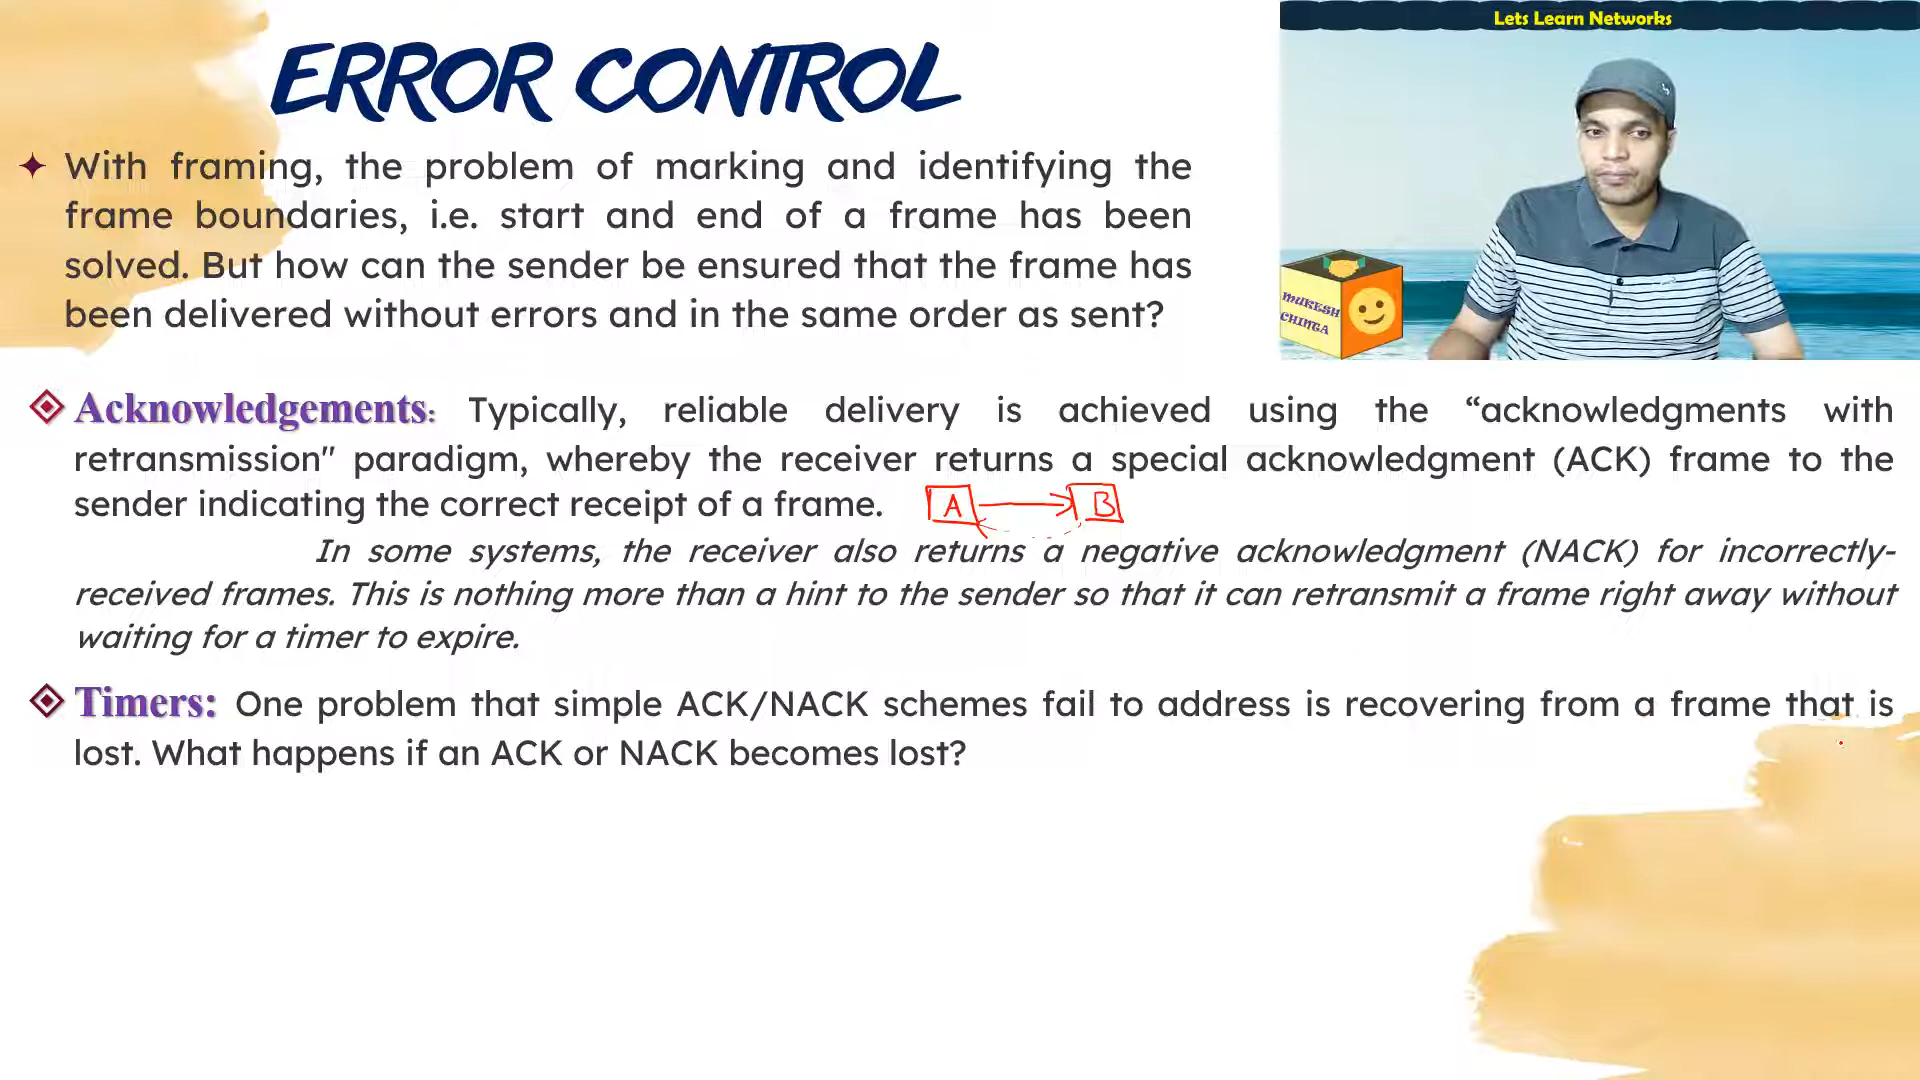 Lets Learn Networks
ERROR CONTROL
With framing, the problem of marking and identifying the
frame boundaries, i.e. start and end of a frame has been
solved. But how can the sender be ensured that the frame has
been delivered without errors and in the same order as sent?
MUKESH
CHINTA
Acknowledgements: Typically, reliable delivery is achieved using the “acknowledgments with
retransmission" paradigm, whereby the receiver returns a special acknowledgment (ACK) frame to the
sender indicating the correct receipt of a frame.
A B
In some systems, the receiver also returns a negative acknowledgment (NACK) for incorrectly-
received frames. This is nothing more than a hint to the sender so that it can retransmit a frame right away without
waiting for a timer to expire.
Timers: One problem that simple ACK/NACK schemes fail to address is recovering from a frame that is
lost. What happens if an ACK or NACK becomes lost?